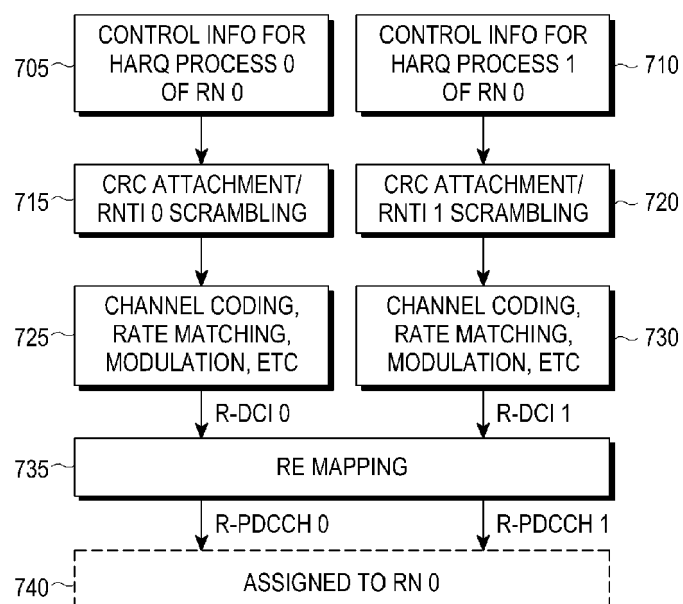 CONTROL INFO FOR
HARQ PROCESS 0
OF RN 0
705
CONTROL INFO FOR
HARQ PROCESS 1
OF RN 0
710
CRC ATTACHMENT/
RNTI 0 SCRAMBLING
715
CRC ATTACHMENT/
RNTI 1 SCRAMBLING
720
CHANNEL CODING,
RATE MATCHING,
MODULATION, ETC
725
CHANNEL CODING,
RATE MATCHING,
MODULATION, ETC
730
R-DCI 0
R-DCI 1
735
RE MAPPING
R-PDCCH 0
R-PDCCH 1
740
ASSIGNED TO RN 0